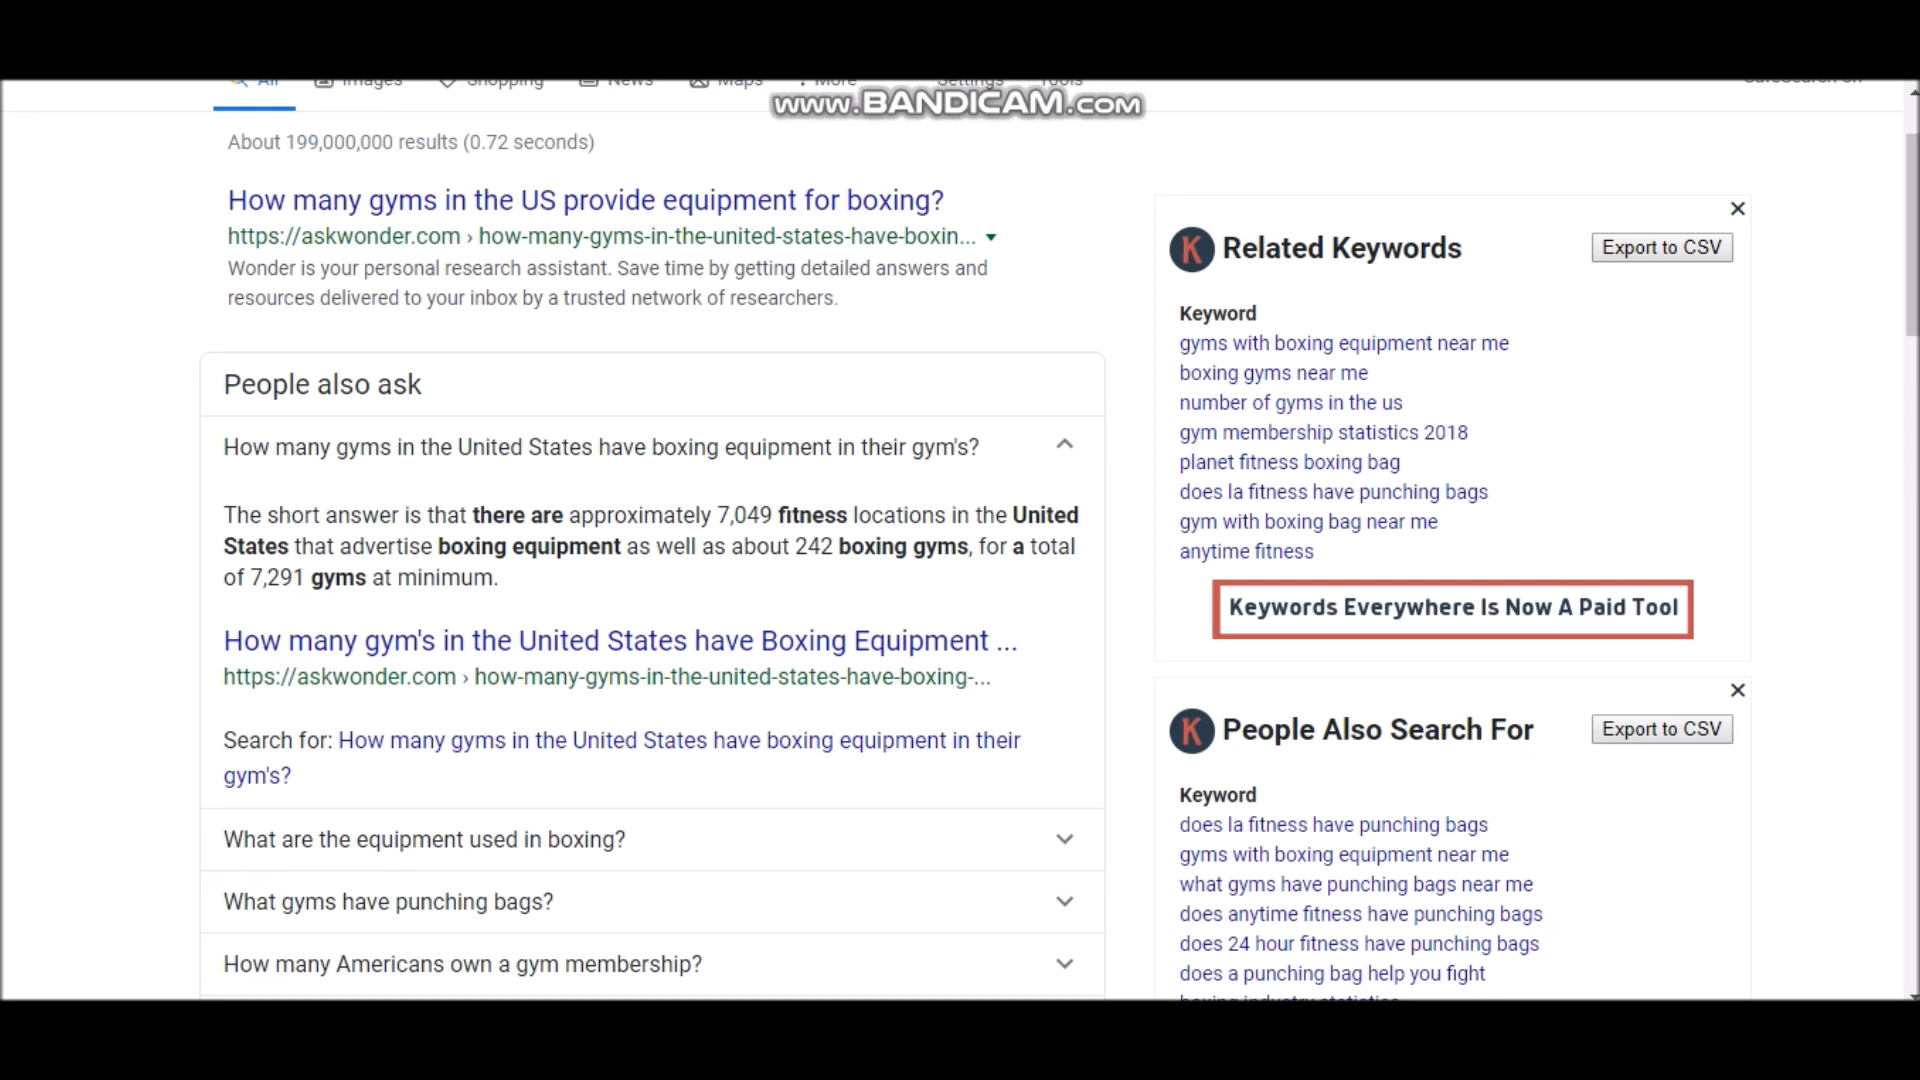 All Images Shopping News Maps More Settings Tools
www.BANDICAM.com
About 199,000,000 results (0.72 seconds)
How many gyms in the US provide equipment for boxing?
https://askwonder.com › how-many-gyms-in-the-united-states-have-boxin...
Wonder is your personal research assistant. Save time by getting detailed answers and
resources delivered to your inbox by a trusted network of researchers.
People also ask
How many gyms in the United States have boxing equipment in their gym's?
The short answer is that there are approximately 7,049 fitness locations in the United
States that advertise boxing equipment as well as about 242 boxing gyms, for a total
of 7,291 gyms at minimum.
How many gym's in the United States have Boxing Equipment ...
https://askwonder.com › how-many-gyms-in-the-united-states-have-boxing-...
Search for: How many gyms in the United States have boxing equipment in their
gym's?
What are the equipment used in boxing?
What gyms have punching bags?
How many Americans own a gym membership?
Related Keywords
Export to CSV
Keyword
gyms with boxing equipment near me
boxing gyms near me
number of gyms in the us
gym membership statistics 2018
planet fitness boxing bag
does la fitness have punching bags
gym with boxing bag near me
anytime fitness
Keywords Everywhere Is Now A Paid Tool
People Also Search For
Export to CSV
Keyword
does la fitness have punching bags
gyms with boxing equipment near me
what gyms have punching bags near me
does anytime fitness have punching bags
does 24 hour fitness have punching bags
does a punching bag help you fight